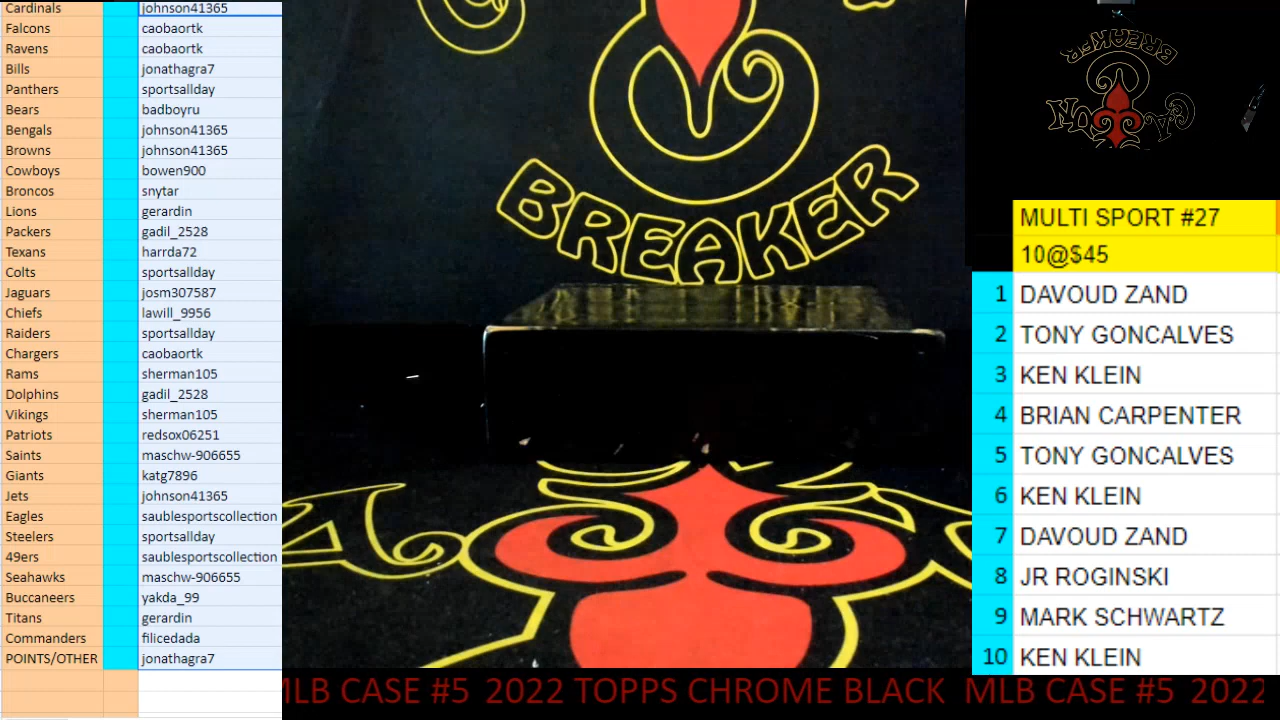 Cardinals johnson41365
Falcons caobaortk
Ravens caobaortk
Bills jonathagra7
Panthers sportsallday
Bears badboyru
Bengals johnson41365
Browns johnson41365
Cowboys bowen900
Broncos snytar
Lions gerardin
Packers gadil_2528
Texans harrda72
Colts sportsallday
Jaguars josm307587
Chiefs lawill_9956
Raiders sportsallday
Chargers caobaortk
Rams sherman105
Dolphins gadil_2528
Vikings sherman105
Patriots redsox06251
Saints maschw-906655
Giants katg7896
Jets johnson41365
Eagles saublesportscollection
Steelers sportsallday
49ers saublesportscollection
Seahawks maschw-906655
Buccaneers yakda_99
Titans gerardin
Commanders filicedada
POINTS/OTHER jonathagra7
BREAKER
BREAKER
MULTI SPORT #27
10@$45
1 DAVOUD ZAND
2 TONY GONCALVES
3 KEN KLEIN
4 BRIAN CARPENTER
5 TONY GONCALVES
6 KEN KLEIN
7 DAVOUD ZAND
8 JR ROGINSKI
9 MARK SCHWARTZ
10 KEN KLEIN
MLB CASE #5 2022 TOPPS CHROME BLACK MLB CASE #5 2022